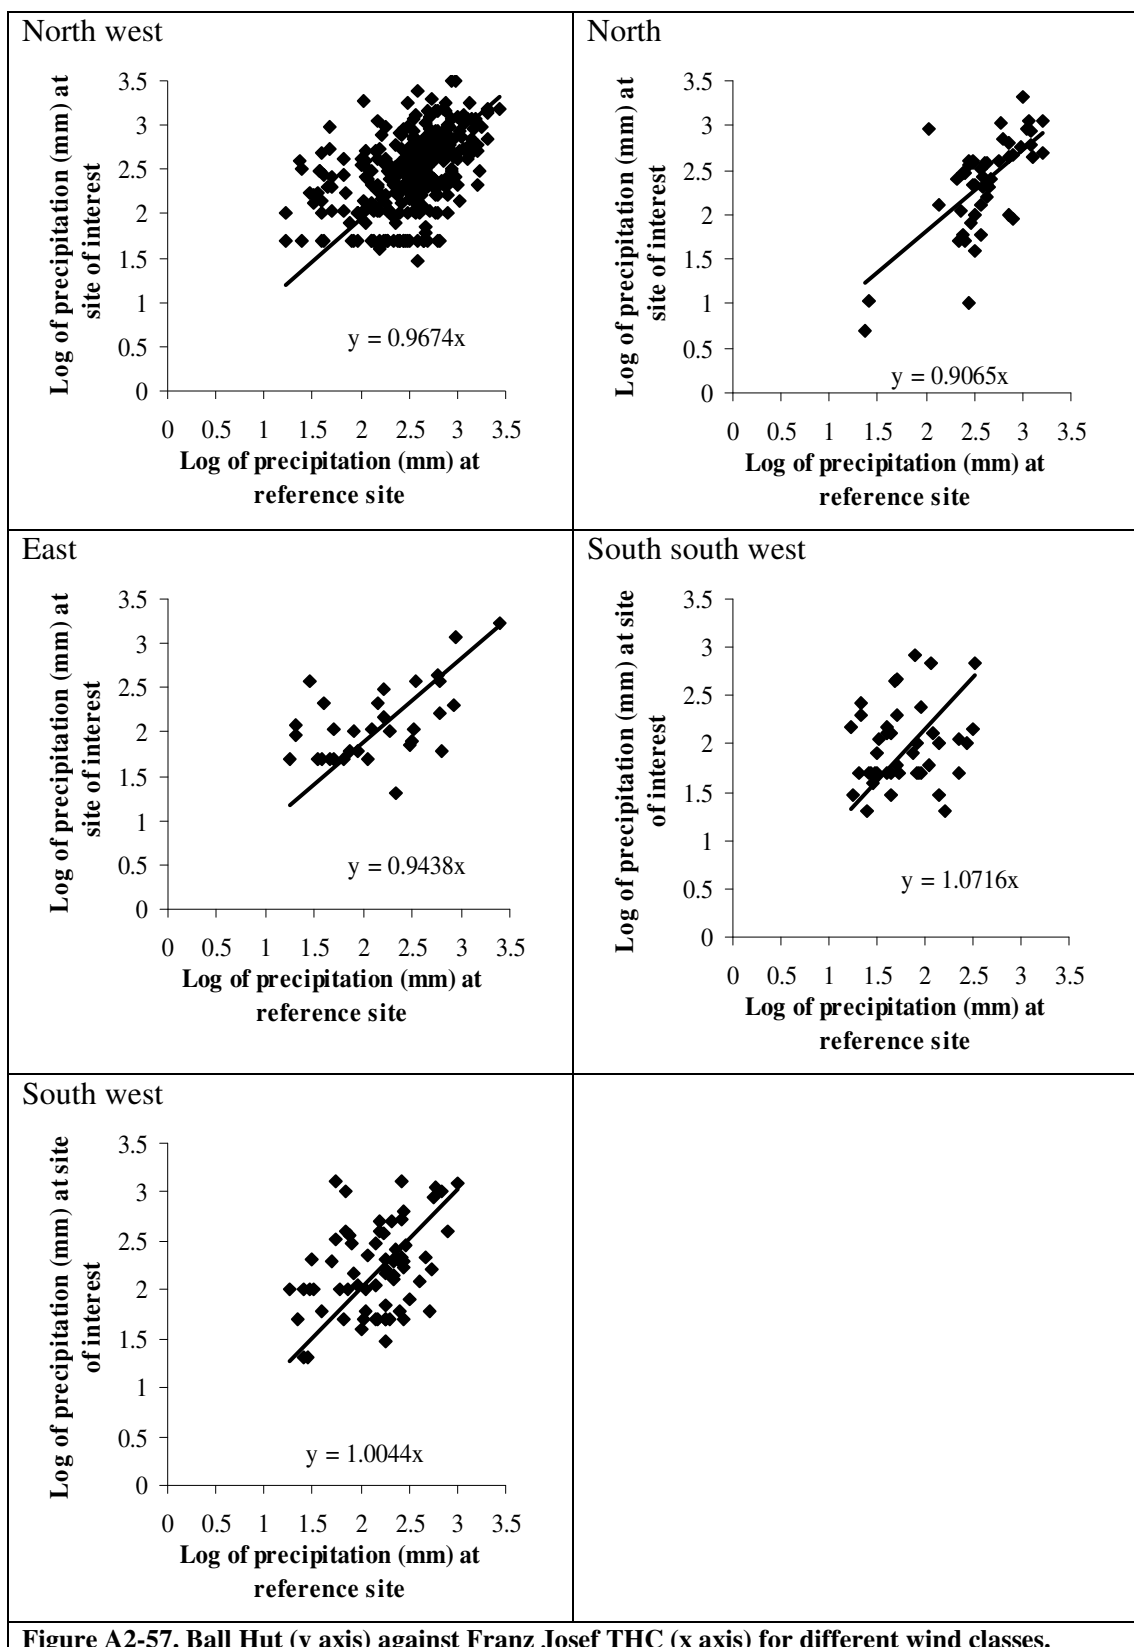 North west
Log of precipitation (mm) at
site of interest
3.5
3
2.5
2
1.5
1
0.5
0
y = 0.9674x
0 0.5 1 1.5 2 2.5 3 3.5
Log of precipitation (mm) at
reference site
North
Log of precipitation (mm) at
site of interest
3.5
3
2.5
2
1.5
1
0.5
0
y = 0.9065x
0 0.5 1 1.5 2 2.5 3 3.5
Log of precipitation (mm) at
reference site
East
Log of precipitation (mm) at
site of interest
3.5
3
2.5
2
1.5
1
0.5
0
y = 0.9438x
0 0.5 1 1.5 2 2.5 3 3.5
Log of precipitation (mm) at
reference site
South south west
Log of precipitation (mm) at site
of interest
3.5
3
2.5
2
1.5
1
0.5
0
y = 1.0716x
0 0.5 1 1.5 2 2.5 3 3.5
Log of precipitation (mm) at
reference site
South west
Log of precipitation (mm) at site
of interest
3.5
3
2.5
2
1.5
1
0.5
0
y = 1.0044x
0 0.5 1 1.5 2 2.5 3 3.5
Log of precipitation (mm) at
reference site
Figure A2-57. Ball Hut (y axis) against Franz Josef THC (x axis) for different wind classes.